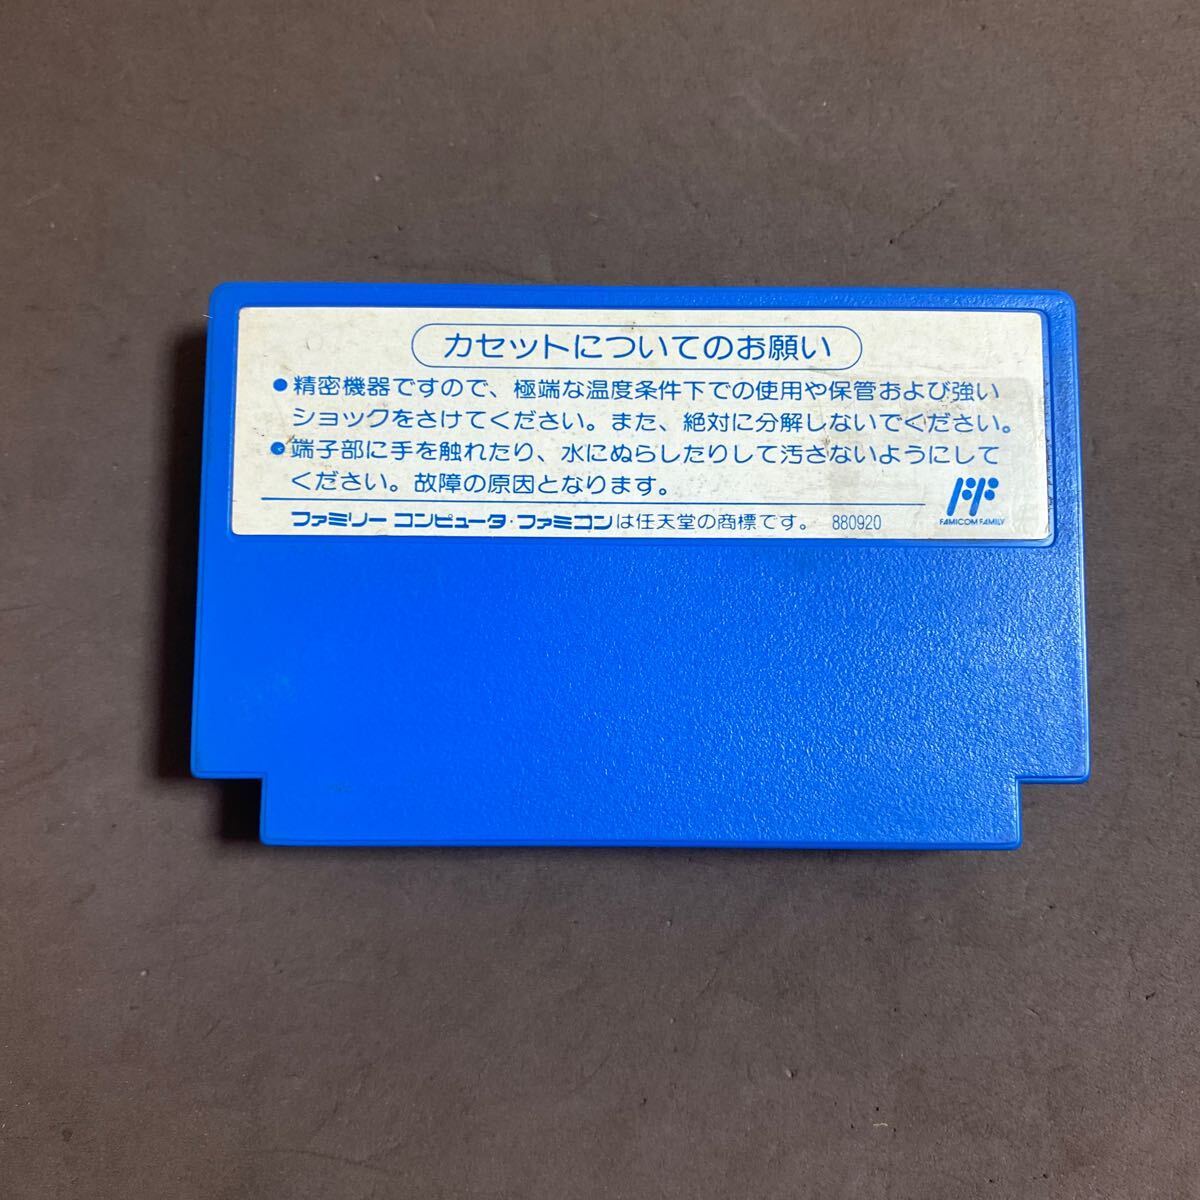 カセットについてのお願い
●精密機器ですので、極端な温度条件下での使用や保管および強い
ショックをさけてください。また、絶対に分解しないでください。
●端子部に手を触れたり、水にぬらしたりして汚さないようにして
ください。故障の原因となります。
FAMICOM FAMILY
ファミリー コンピュータ・ファミコンは任天堂の商標です。 880920